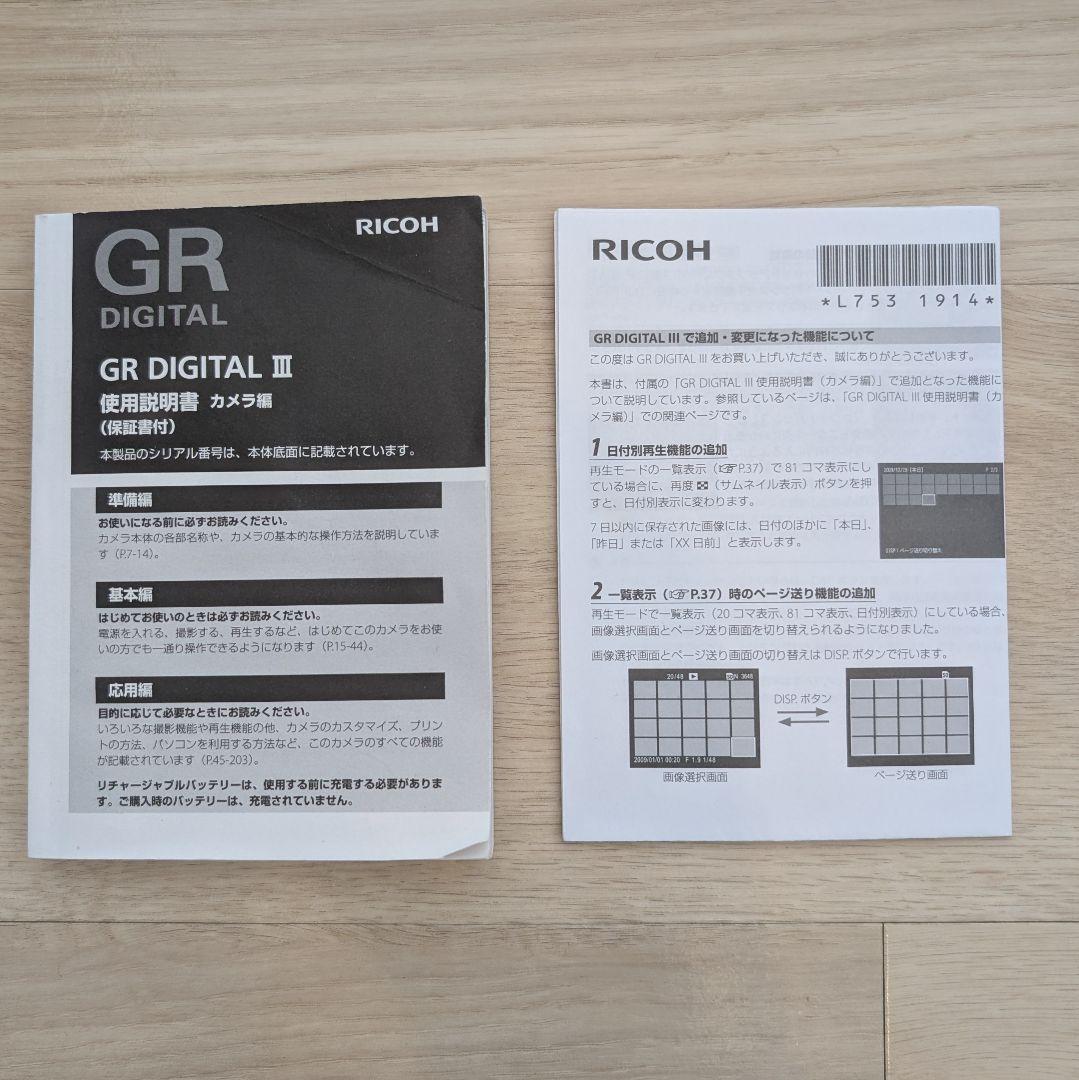 RICOH
GR
DIGITAL
GR DIGITAL III
使用説明書 カメラ編
(保証書付)
本製品のシリアル番号は、本体底面に記載されています。
準備編
お使いになる前に必ずお読みください。
カメラ本体の各部名称や、カメラの基本的な操作方法を説明していま
す(P.7-14)。
基本編
はじめてお使いのときは必ずお読みください。
電源を入れる、撮影する、再生するなど、はじめてこのカメラをお使
いの方でも一通り操作できるようになります(P.15-44)。
応用編
目的に応じて必要なときにお読みください。
いろいろな撮影機能や再生機能の他、カメラのカスタマイズ、プリン
トの方法、パソコンを利用する方法など、このカメラのすべての機能
が記載されています(P.45-203)。
リチャージャブルバッテリーは、使用する前に充電する必要がありま
す。ご購入時のバッテリーは、充電されていません。
RICOH
*L753 1914*
GR DIGITAL III で追加・変更になった機能について
この度は GR DIGITAL III をお買い上げいただき、誠にありがとうございます。
本書は、付属の「GR DIGITAL III 使用説明書(カメラ編)」で追加となった機能に
ついて説明しています。参照しているページは、「GR DIGITAL III 使用説明書(カ
メラ編)」での関連ページです。
1 日付別再生機能の追加
再生モードの一覧表示(☞P.37)で 81 コマ表示にし
ている場合に、再度 (サムネイル表示)ボタンを押
すと、日付別表示に変わります。
7 日以内に保存された画像には、日付のほかに「本日」、
「昨日」または「XX 日前」と表示します。
2 一覧表示(☞P.37)時のページ送り機能の追加
再生モードで一覧表示(20 コマ表示、81 コマ表示、日付別表示)にしている場合、
画像選択画面とページ送り画面を切り替えられるようになりました。
画像選択画面とページ送り画面の切り替えは DISP. ボタンで行います。
20/48 N 3648
2009/01/01 00:20 F 1.9 1/48
DISP. ボタン
画像選択画面
ページ送り画面